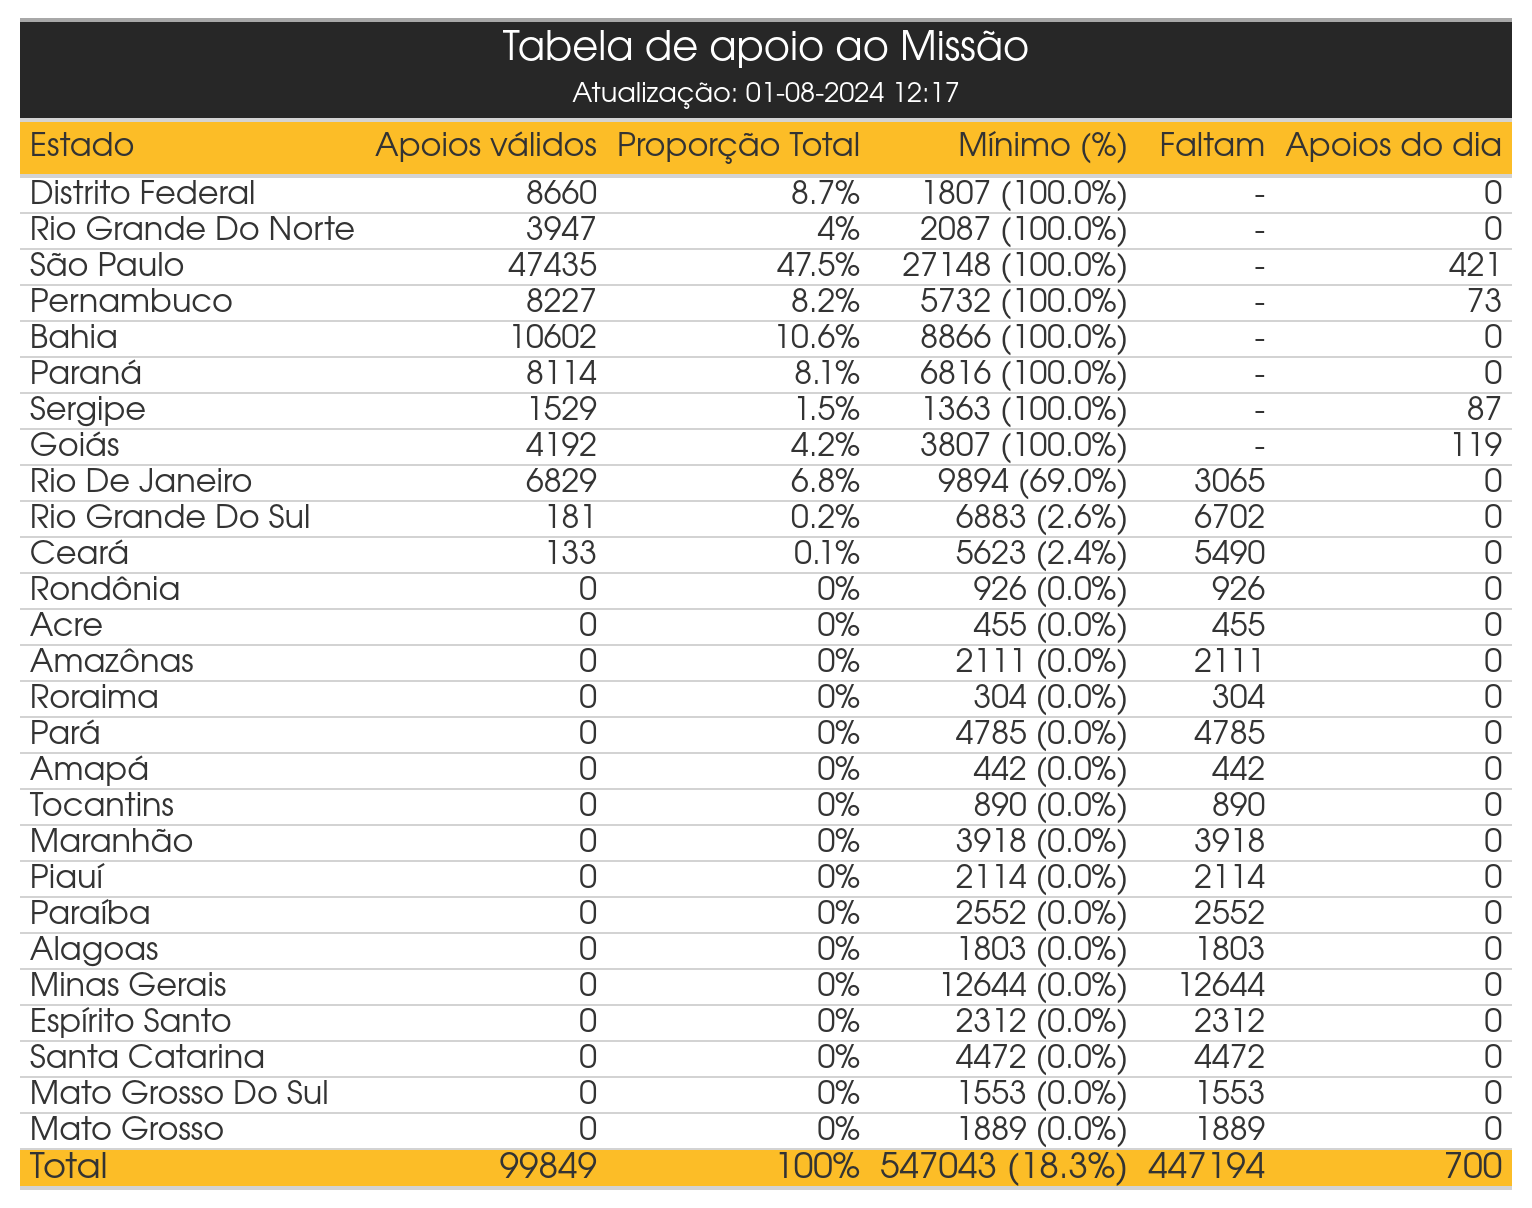 Tabela de apoio ao Missão
Atualização: 01-08-2024 12:17
Estado Apoios válidos Proporção Total Mínimo (%) Faltam Apoios do dia
Distrito Federal 8660 8.7% 1807 (100.0%) - 0
Rio Grande Do Norte 3947 4% 2087 (100.0%) - 0
São Paulo 47435 47.5% 27148 (100.0%) - 421
Pernambuco 8227 8.2% 5732 (100.0%) - 73
Bahia 10602 10.6% 8866 (100.0%) - 0
Paraná 8114 8.1% 6816 (100.0%) - 0
Sergipe 1529 1.5% 1363 (100.0%) - 87
Goiás 4192 4.2% 3807 (100.0%) - 119
Rio De Janeiro 6829 6.8% 9894 (69.0%) 3065 0
Rio Grande Do Sul 181 0.2% 6883 (2.6%) 6702 0
Ceará 133 0.1% 5623 (2.4%) 5490 0
Rondônia 0 0% 926 (0.0%) 926 0
Acre 0 0% 455 (0.0%) 455 0
Amazônas 0 0% 2111 (0.0%) 2111 0
Roraima 0 0% 304 (0.0%) 304 0
Pará 0 0% 4785 (0.0%) 4785 0
Amapá 0 0% 442 (0.0%) 442 0
Tocantins 0 0% 890 (0.0%) 890 0
Maranhão 0 0% 3918 (0.0%) 3918 0
Piauí 0 0% 2114 (0.0%) 2114 0
Paraíba 0 0% 2552 (0.0%) 2552 0
Alagoas 0 0% 1803 (0.0%) 1803 0
Minas Gerais 0 0% 12644 (0.0%) 12644 0
Espírito Santo 0 0% 2312 (0.0%) 2312 0
Santa Catarina 0 0% 4472 (0.0%) 4472 0
Mato Grosso Do Sul 0 0% 1553 (0.0%) 1553 0
Mato Grosso 0 0% 1889 (0.0%) 1889 0
Total 99849 100% 547043 (18.3%) 447194 700